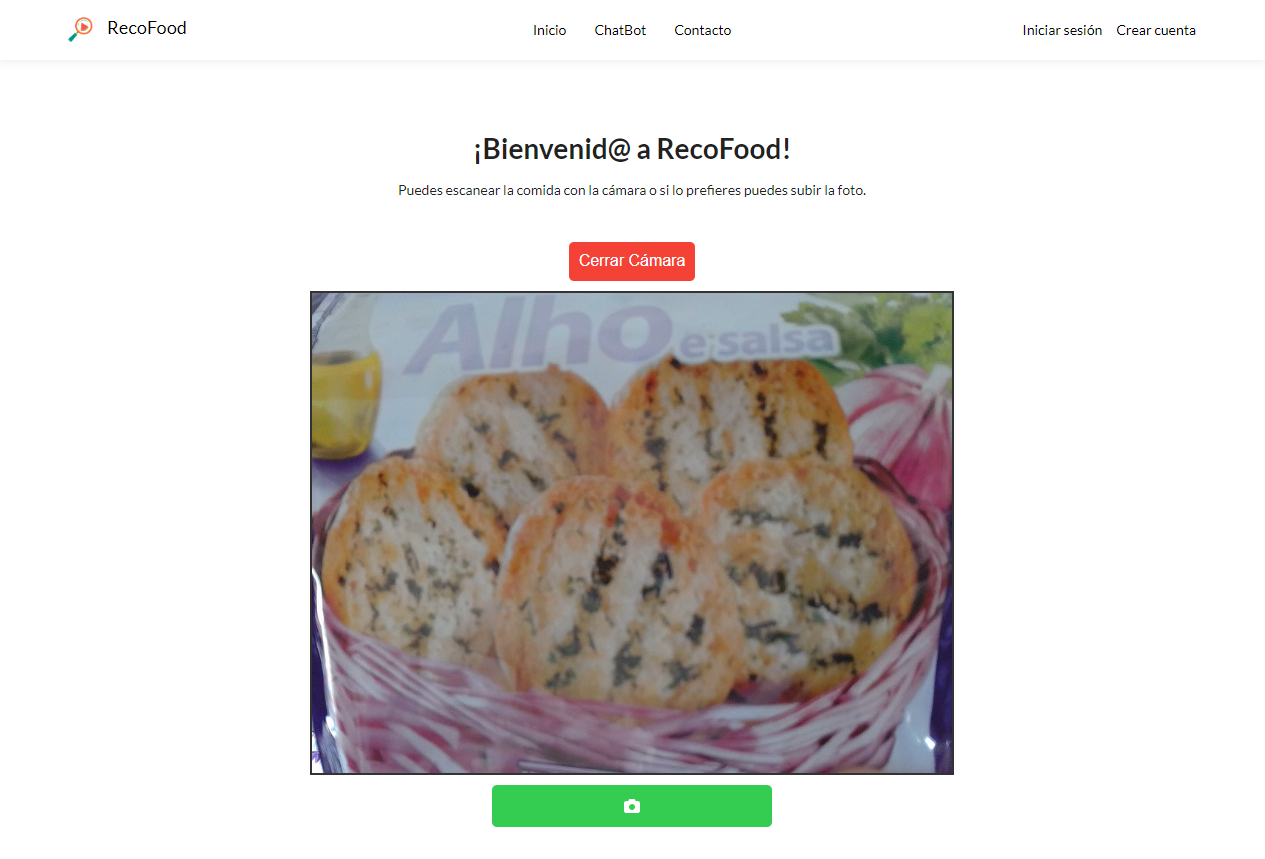 RecoFood
Inicio ChatBot Contacto
Iniciar sesión Crear cuenta
¡Bienvenid@ a RecoFood!
Puedes escanear la comida con la cámara o si lo prefieres puedes subir la foto.
Cerrar Cámara
Alho
e salsa